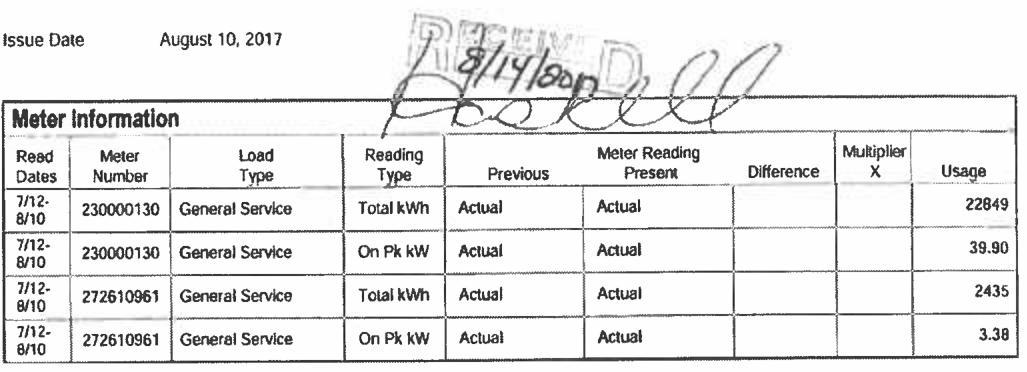 Issue Date August 10, 2017
RECEIVED
8/14/2017
Meter Information
Read Dates Meter Number Load Type Reading Type Previous Meter Reading Present Difference Multiplier X Usage
7/12-8/10 230000130 General Service Total kWh Actual Actual 22849
7/12-8/10 230000130 General Service On Pk kW Actual Actual 39.90
7/12-8/10 272610961 General Service Total kWh Actual Actual 2435
7/12-8/10 272610961 General Service On Pk kW Actual Actual 3.38